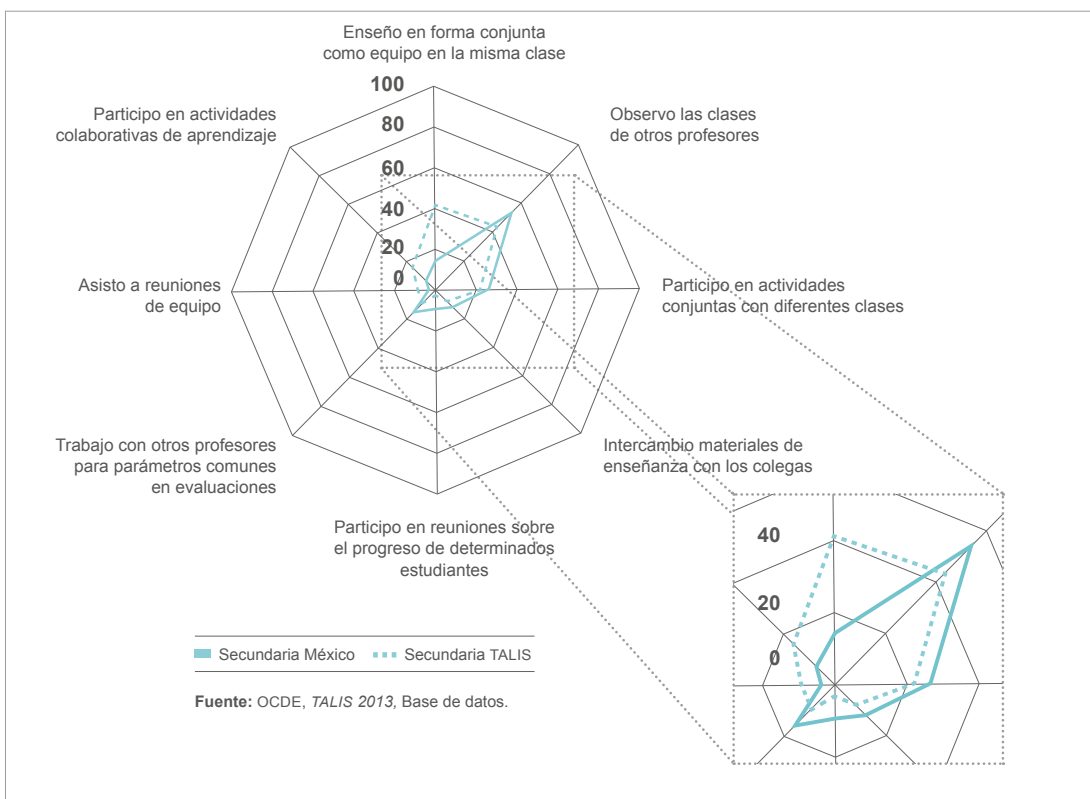 Enseño en forma conjunta
como equipo en la misma clase
100
80
60
40
20
0
Participo en actividades
colaborativas de aprendizaje
Observo las clases
de otros profesores
Asisto a reuniones
de equipo
Participo en actividades
conjuntas con diferentes clases
Trabajo con otros profesores
para parámetros comunes
en evaluaciones
Intercambio materiales de
enseñanza con los colegas
Participo en reuniones sobre
el progreso de determinados
estudiantes
40
20
0
Secundaria México Secundaria TALIS
Fuente: OCDE, TALIS 2013, Base de datos.